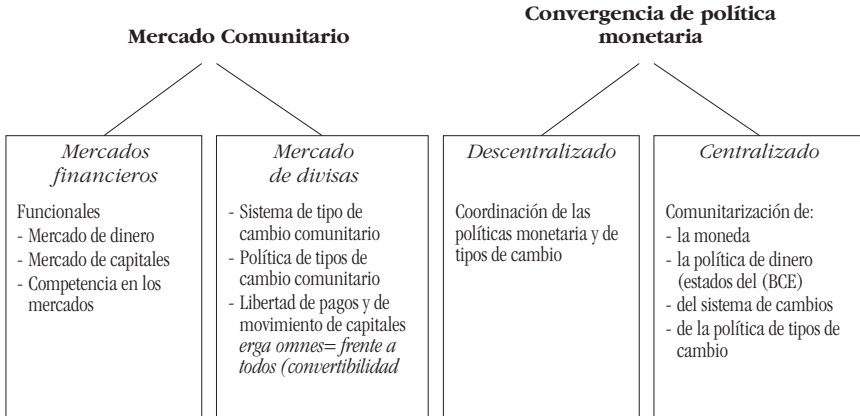 Mercado Comunitario
Convergencia de política
monetaria
Mercados
financieros
Funcionales
- Mercado de dinero
- Mercado de capitales
- Competencia en los
mercados
Mercado
de divisas
- Sistema de tipo de
cambio comunitario
- Política de tipos de
cambio comunitario
- Libertad de pagos y de
movimiento de capitales
erga omnes= frente a
todos (convertibilidad
Descentralizado
Coordinación de las
políticas monetaria y de
tipos de cambio
Centralizado
Comunitarización de:
- la moneda
- la política de dinero
(estados del (BCE)
- del sistema de cambios
- de la política de tipos de
cambio